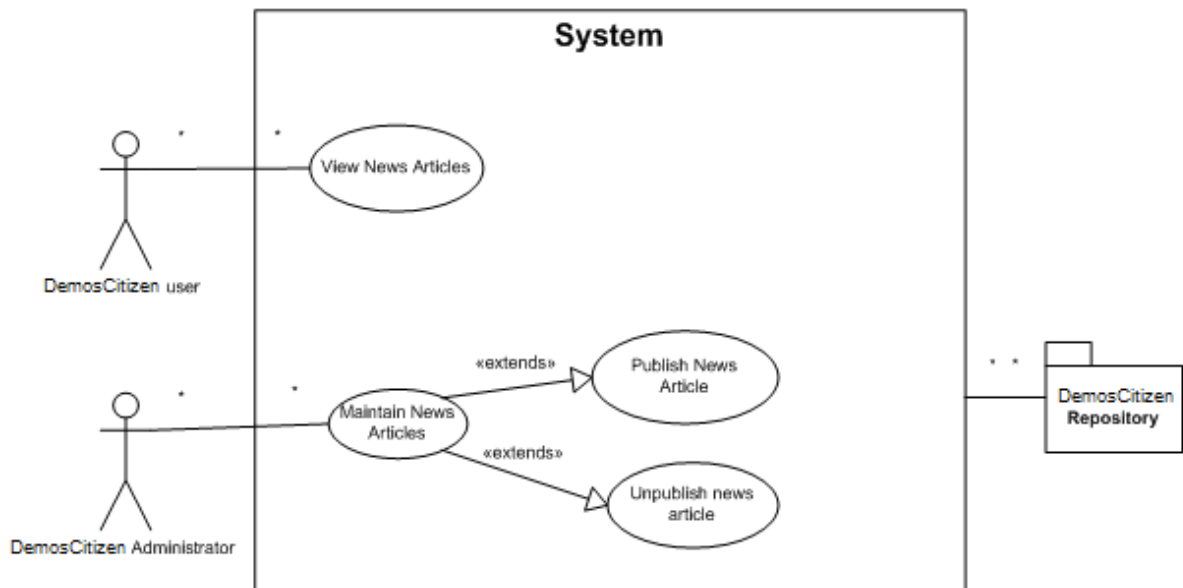 System
*
*
View News Articles
DemosCitizen user
«extends»
Publish News
Article
* *
DemosCitizen
Repository
*
*
Maintain News
Articles
«extends»
Unpublish news
article
DemosCitizen Administrator